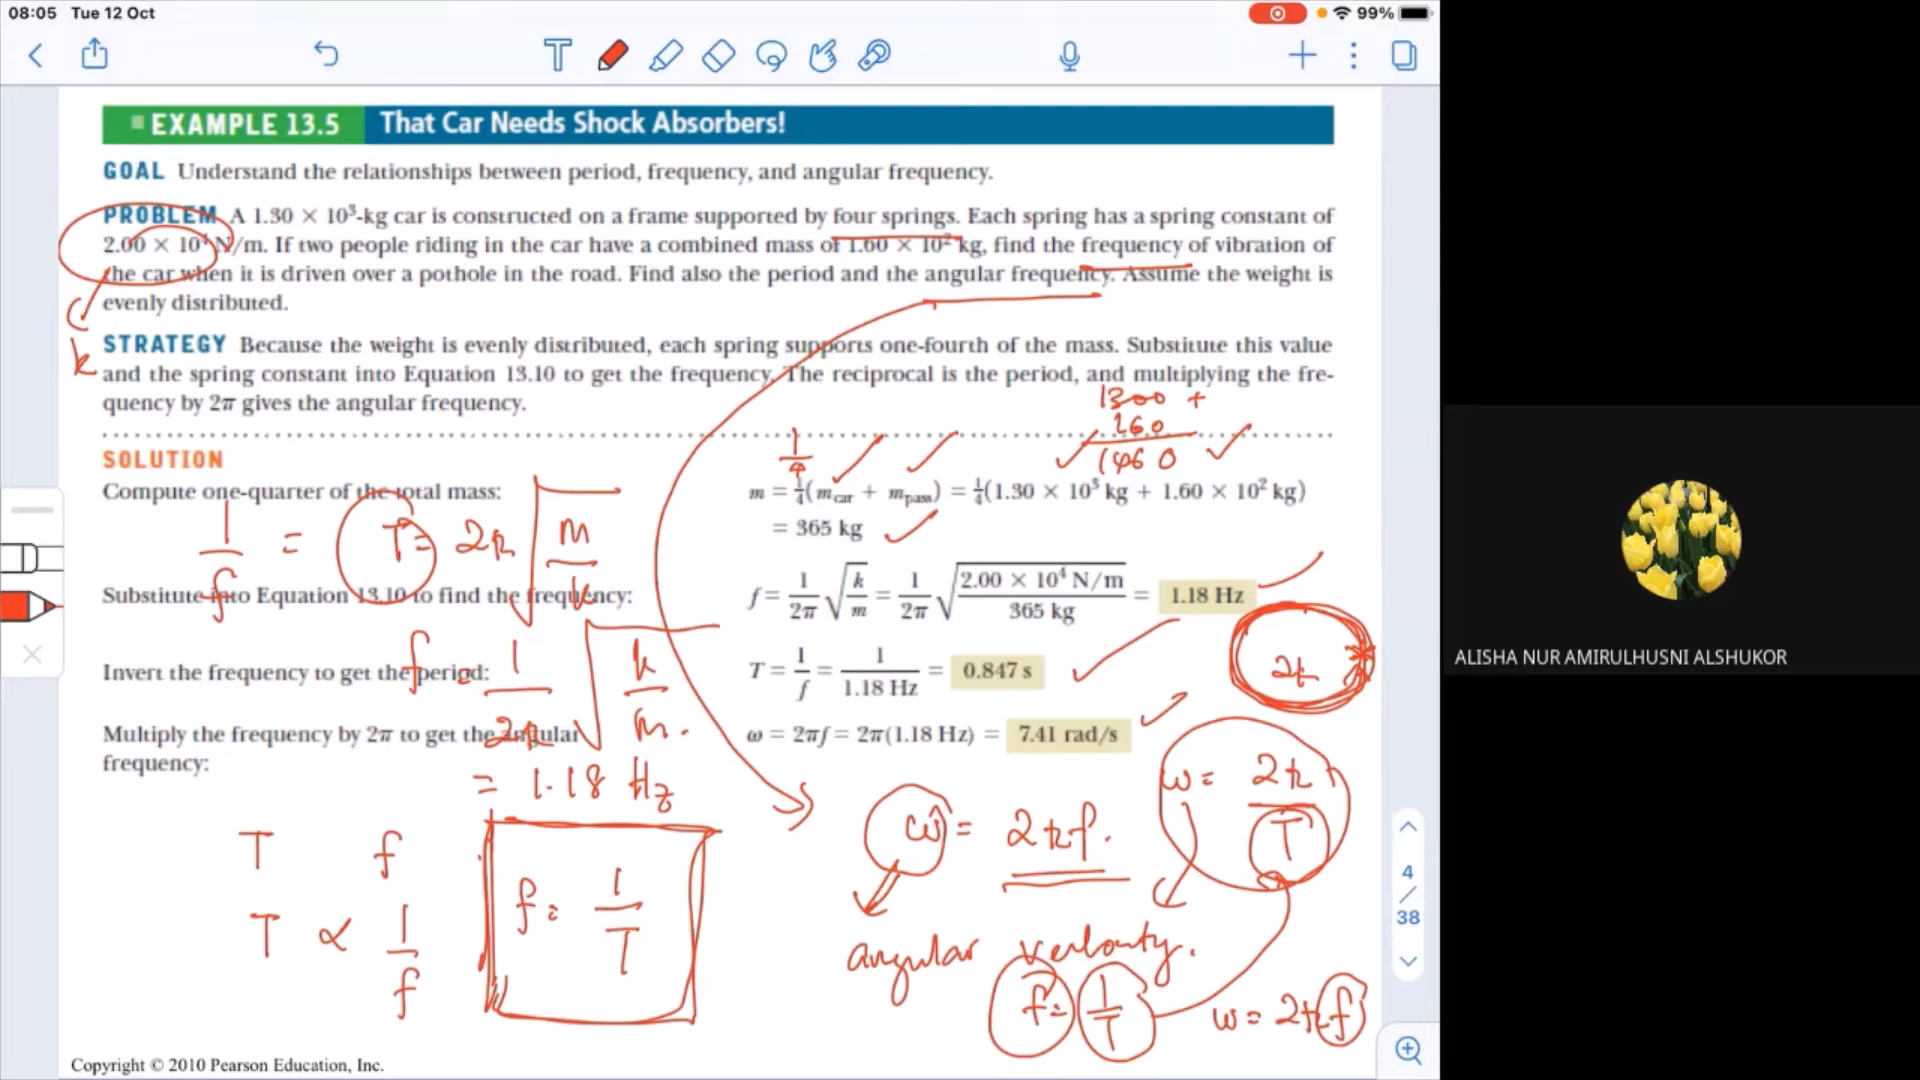 08:05 Tue 12 Oct
99%
EXAMPLE 13.5 That Car Needs Shock Absorbers!
GOAL Understand the relationships between period, frequency, and angular frequency.
PROBLEM A 1.30 × 10³-kg car is constructed on a frame supported by four springs. Each spring has a spring constant of
2.00 × 10⁴ N/m. If two people riding in the car have a combined mass of 1.60 × 10² kg, find the frequency of vibration of
the car when it is driven over a pothole in the road. Find also the period and the angular frequency. Assume the weight is
evenly distributed.
k
STRATEGY Because the weight is evenly distributed, each spring supports one-fourth of the mass. Substitute this value
and the spring constant into Equation 13.10 to get the frequency. The reciprocal is the period, and multiplying the fre-
quency by 2π gives the angular frequency.
1300 +
160
1460
1/4
SOLUTION
Compute one-quarter of the total mass:
m = ¼(m_car + m_pass) = ¼(1.30 × 10³ kg + 1.60 × 10² kg)
= 365 kg
1/f = T = 2π √(m/k)
Substitute into Equation 13.10 to find the frequency:
f = 1/2π √(k/m) = 1/2π √(2.00 × 10⁴ N/m / 365 kg) = 1.18 Hz
f = 1/2π √(k/m).
= 1.18 Hz
Invert the frequency to get the period:
T = 1/f = 1/1.18 Hz = 0.847 s
2π
Multiply the frequency by 2π to get the angular
frequency:
ω = 2πf = 2π(1.18 Hz) = 7.41 rad/s
ω = 2π/T
ω = 2πf.
T f
T ∝ 1/f
f = 1/T
angular velocity.
f = 1/T
ω = 2πf
4
/
38
Copyright © 2010 Pearson Education, Inc.
ALISHA NUR AMIRULHUSNI ALSHUKOR